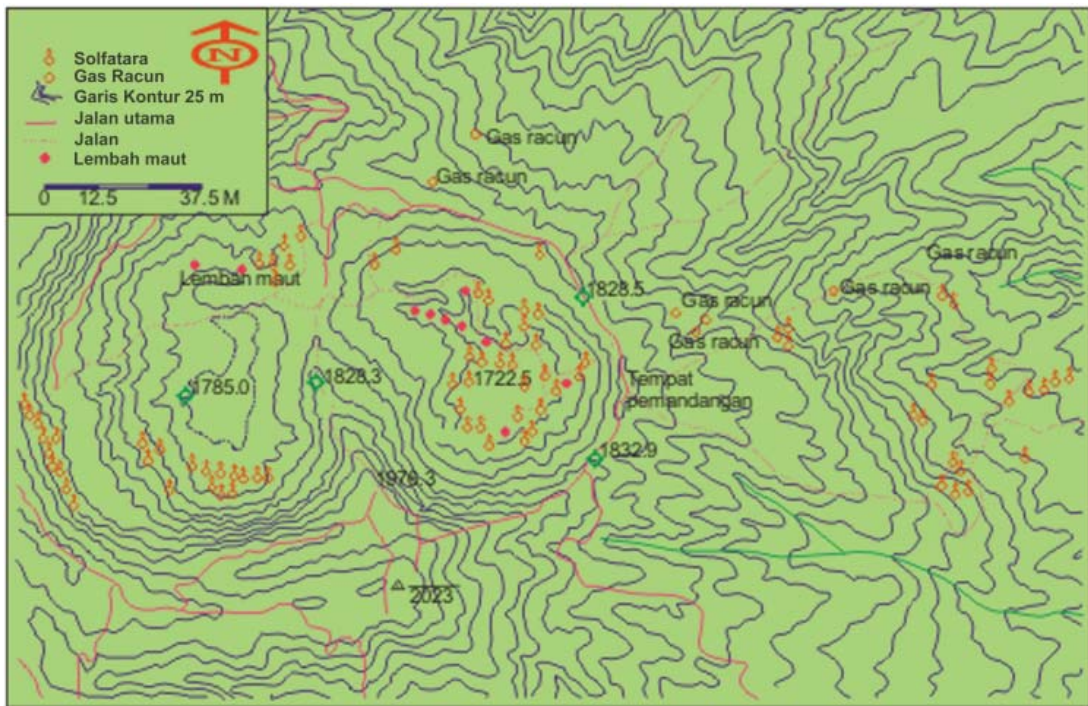 N
Solfatara
Gas Racun
Garis Kontur 25 m
Jalan utama
Jalan
Lembah maut
0 12.5 37.5 M
Gas racun
Gas racun
Gas racun
Lembah maut
Gas racun
1828.5
Gas racun
Gas racun
1785.0
1828.3
1722.5
Tempat
pemandangan
1832.9
1979.3
2023